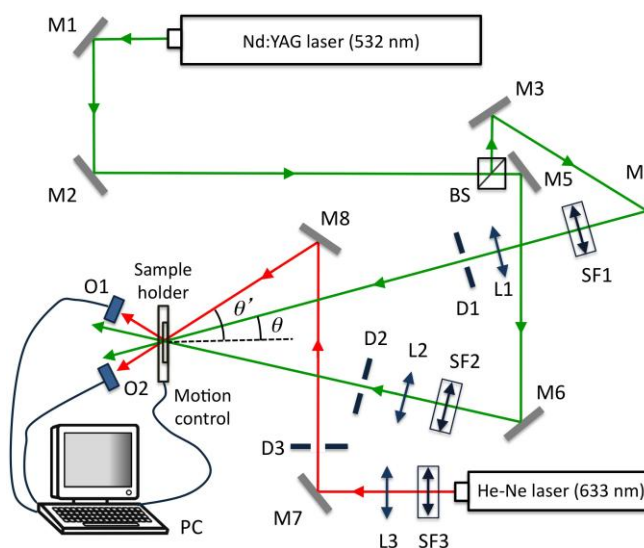 M1
Nd:YAG laser (532 nm)
M3
M2
BS
M5
M
M8
SF1
Sample
holder
O1
θ'
θ
D1
L1
D2
L2
SF2
O2
Motion
control
M6
D3
He-Ne laser (633 nm)
PC
M7
L3
SF3